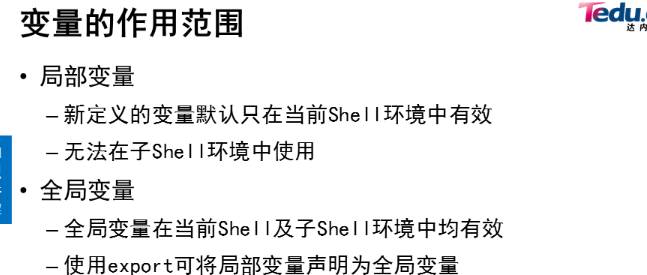 变量的作用范围
Tedu.
达内
• 局部变量
– 新定义的变量默认只在当前Shell环境中有效
– 无法在子Shell环境中使用
• 全局变量
– 全局变量在当前Shell及子Shell环境中均有效
– 使用export可将局部变量声明为全局变量